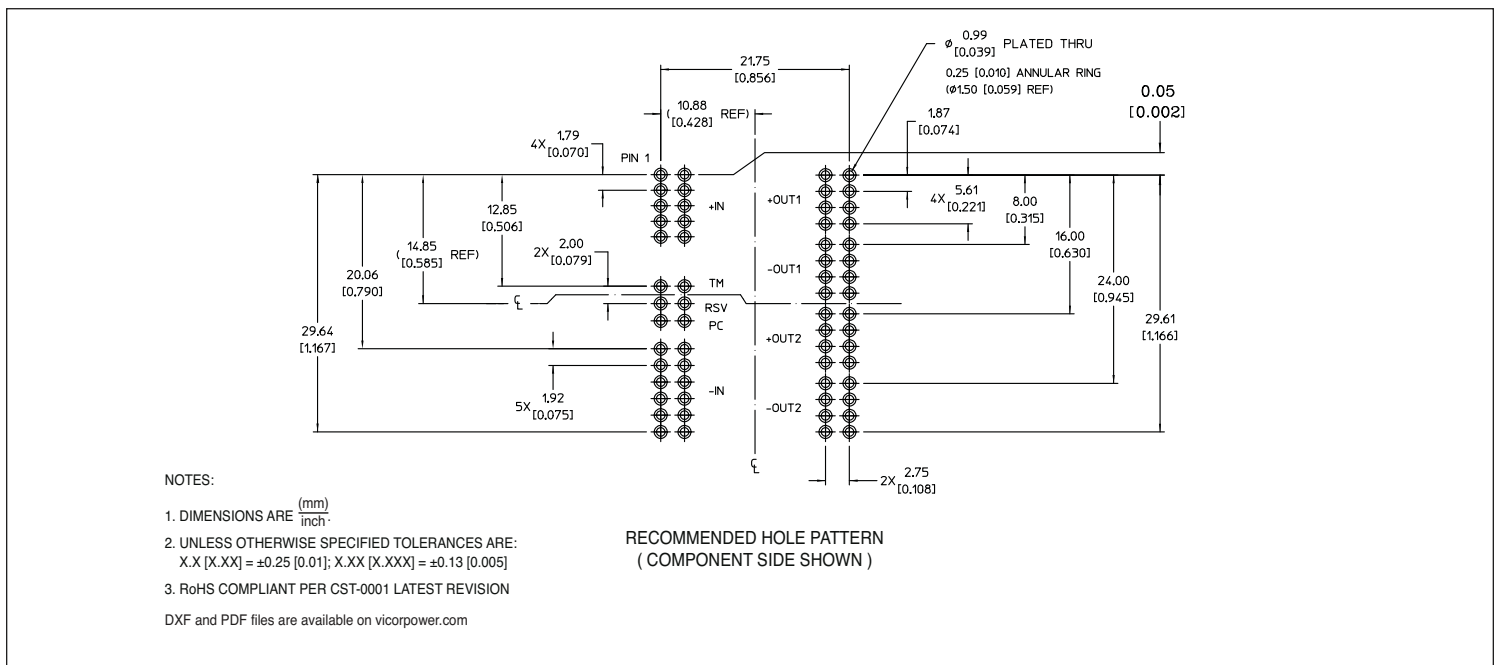 ø 0.99 [0.039] PLATED THRU
0.25 [0.010] ANNULAR RING
(ø1.50 [0.059] REF)
21.75
[0.856]
(10.88 [0.428] REF)
0.05
[0.002]
1.87
[0.074]
4X 1.79 [0.070]
PIN 1
+IN
+OUT1
4X 5.61 [0.221]
8.00
[0.315]
12.85
[0.506]
(14.85 [0.585] REF)
2X 2.00 [0.079]
16.00
[0.630]
20.06
[0.790]
-OUT1
TM
24.00
[0.945]
℄
RSV
PC
29.64
[1.167]
29.61
[1.166]
+OUT2
-IN
5X 1.92 [0.075]
-OUT2
℄
2X 2.75 [0.108]
NOTES:
1. DIMENSIONS ARE (mm) inch.
2. UNLESS OTHERWISE SPECIFIED TOLERANCES ARE:
X.X [X.XX] = ±0.25 [0.01]; X.XX [X.XXX] = ±0.13 [0.005]
3. RoHS COMPLIANT PER CST-0001 LATEST REVISION
DXF and PDF files are available on vicorpower.com
RECOMMENDED HOLE PATTERN
( COMPONENT SIDE SHOWN )